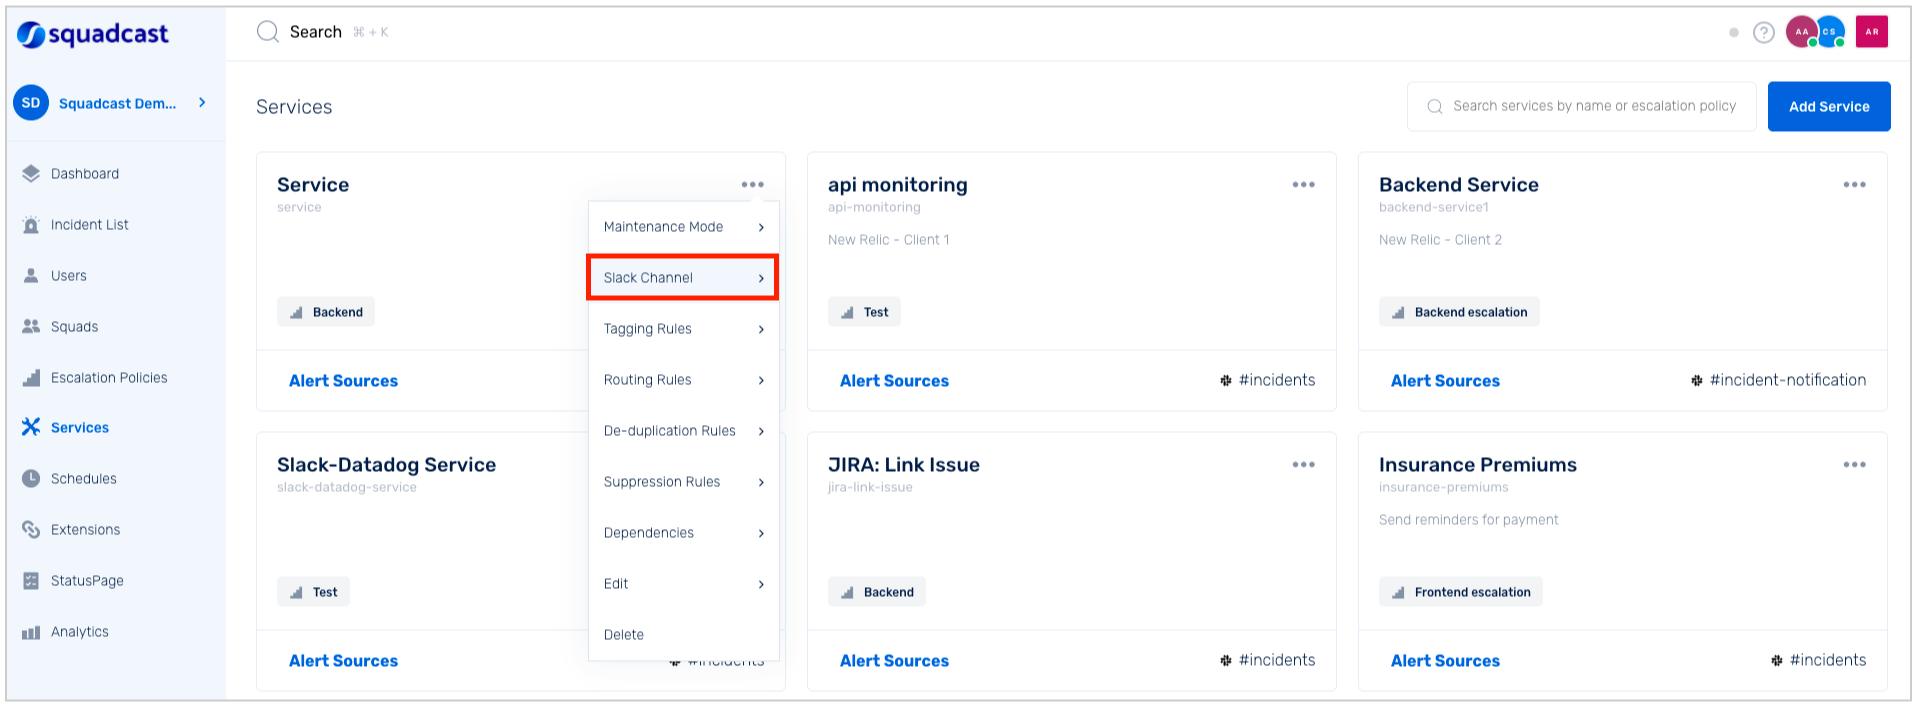 squadcast
Search ⌘ + K
AA
CS
AR
SD Squadcast Dem...
Dashboard
Incident List
Users
Squads
Escalation Policies
Services
Schedules
Extensions
StatusPage
Analytics
Services
Search services by name or escalation policy
Add Service
Service
service
Backend
Alert Sources
Maintenance Mode
Slack Channel
Tagging Rules
Routing Rules
De-duplication Rules
Suppression Rules
Dependencies
Edit
Delete
api monitoring
api-monitoring
New Relic - Client 1
Test
Alert Sources #incidents
Backend Service
backend-service1
New Relic - Client 2
Backend escalation
Alert Sources #incident-notification
Slack-Datadog Service
slack-datadog-service
Test
Alert Sources #incidents
JIRA: Link Issue
jira-link-issue
Backend
Alert Sources #incidents
Insurance Premiums
insurance-premiums
Send reminders for payment
Frontend escalation
Alert Sources #incidents